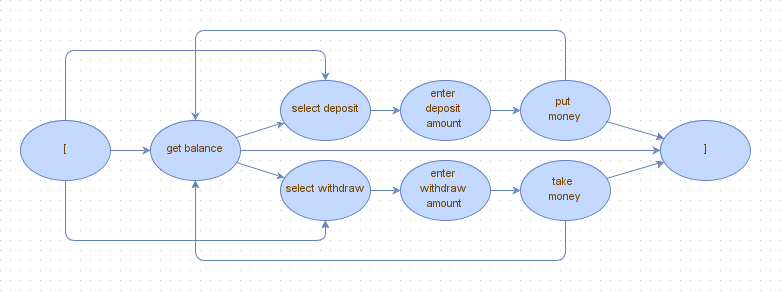 [
get balance
select deposit
enter
deposit
amount
put
money
]
select withdraw
enter
withdraw
amount
take
money